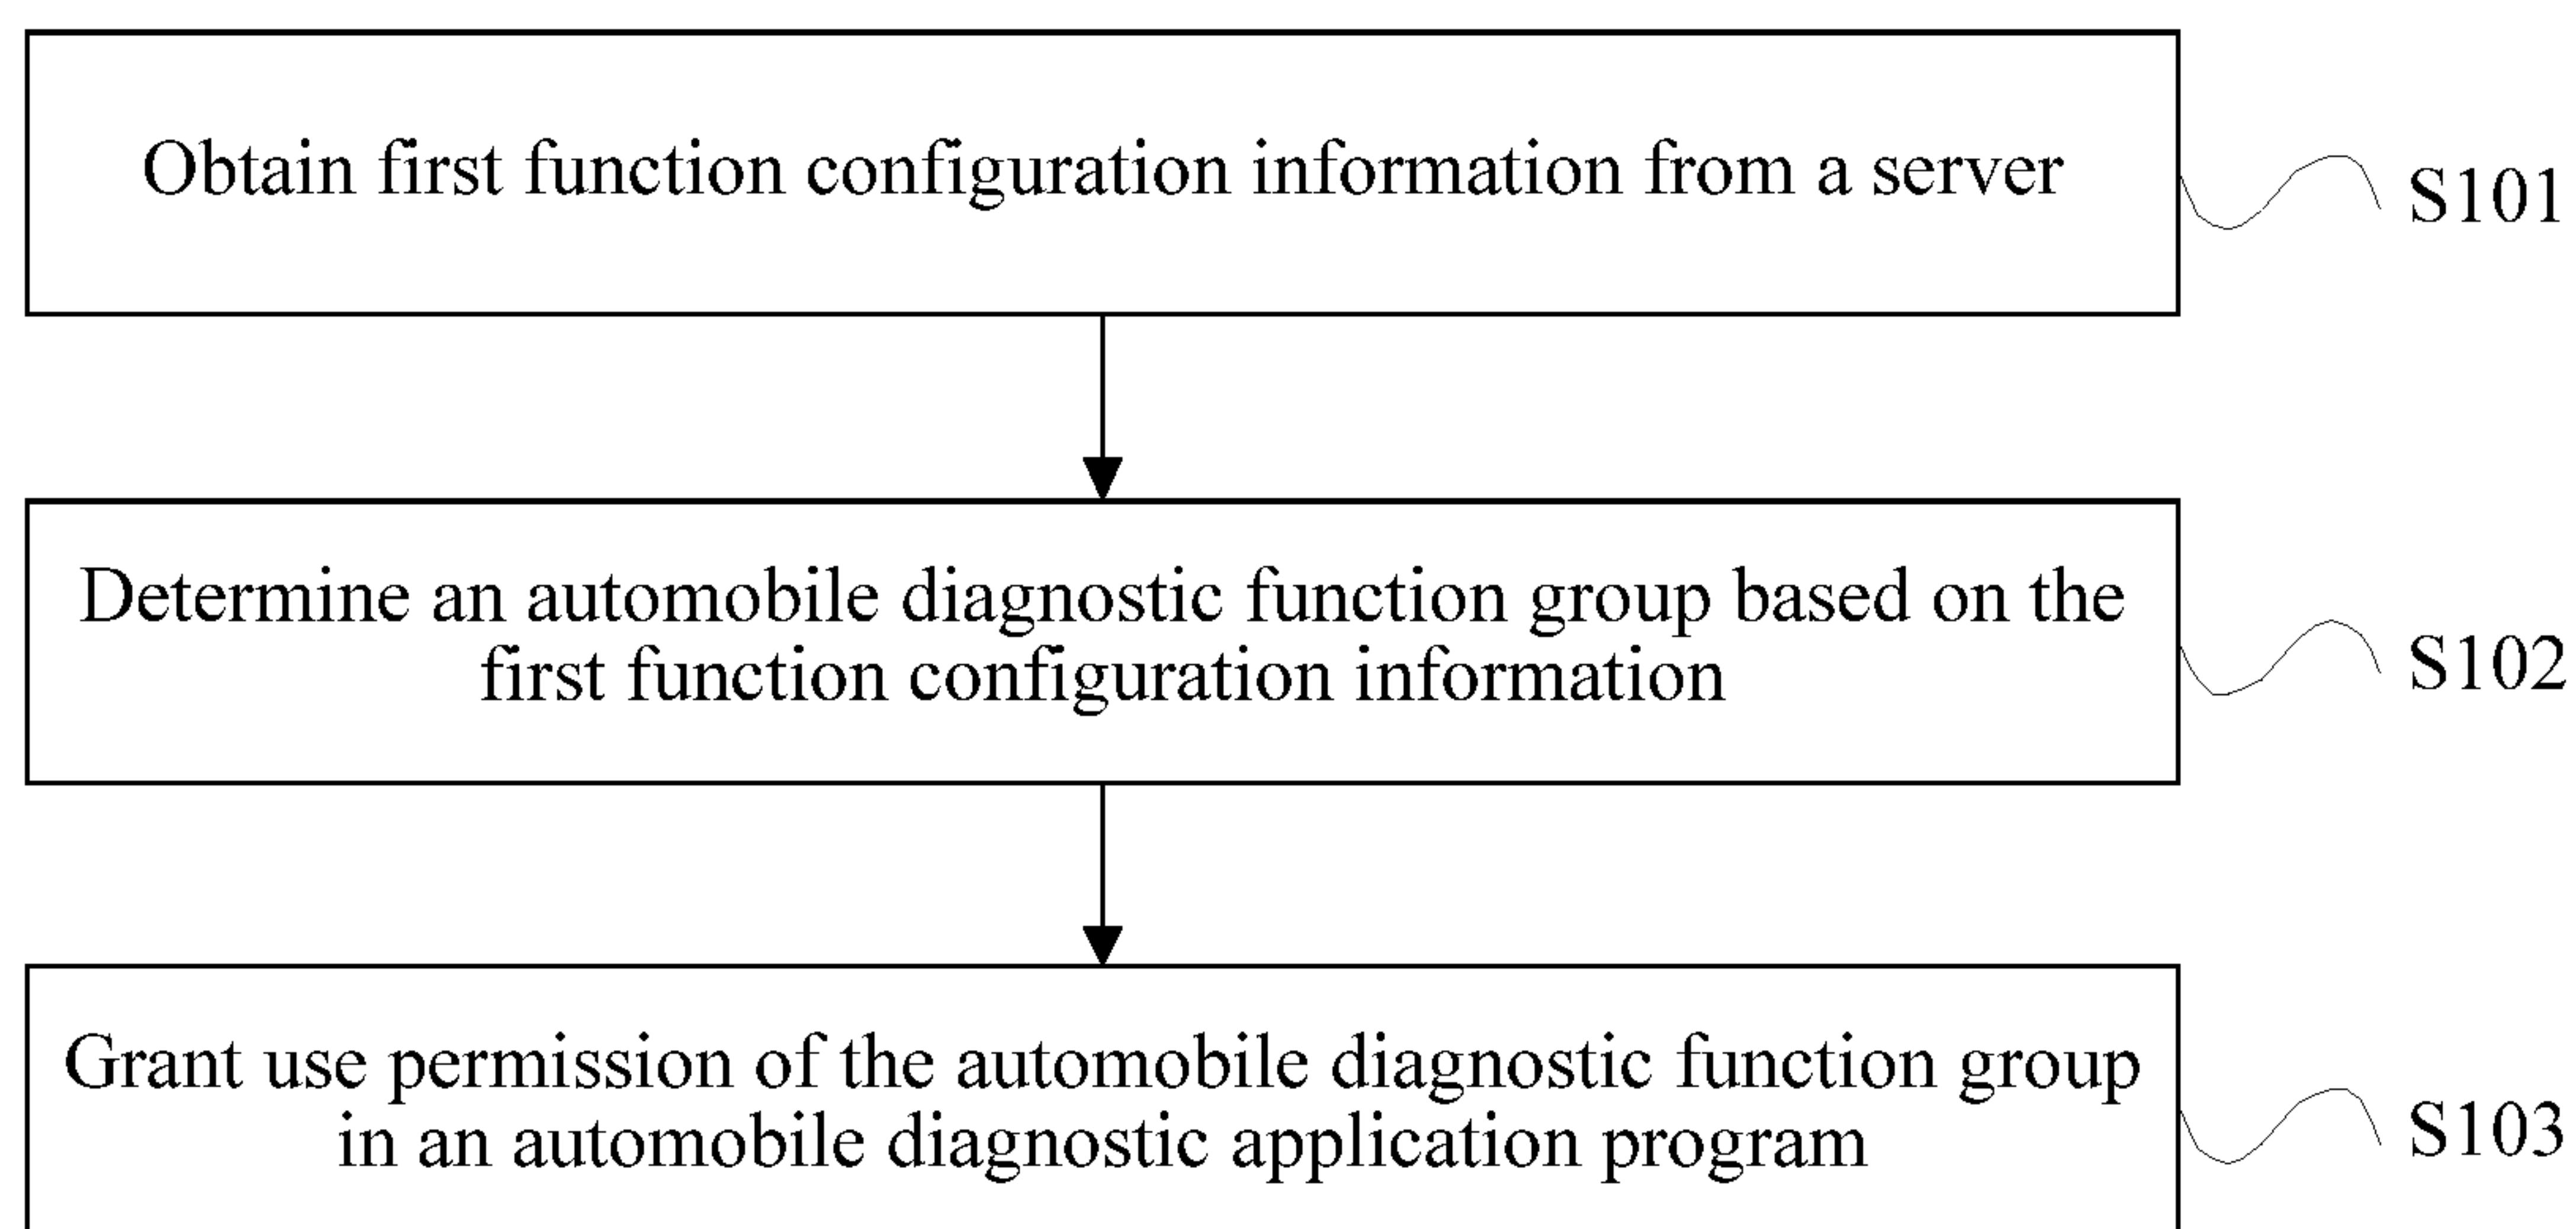 Obtain first function configuration information from a server
S101
Determine an automobile diagnostic function group based on the
first function configuration information
S102
Grant use permission of the automobile diagnostic function group
in an automobile diagnostic application program
S103